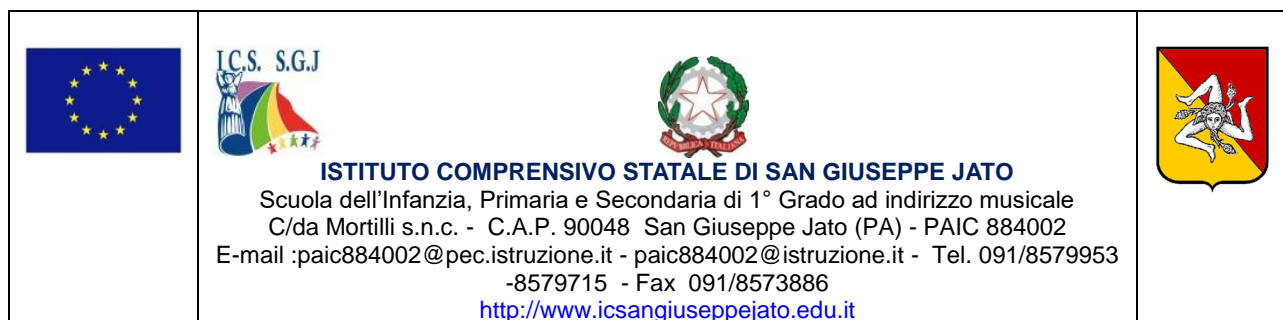 I.C.S. S.G.J
REPVBBLICA ITALIANA
ISTITUTO COMPRENSIVO STATALE DI SAN GIUSEPPE JATO
Scuola dell'Infanzia, Primaria e Secondaria di 1° Grado ad indirizzo musicale
C/da Mortilli s.n.c. - C.A.P. 90048 San Giuseppe Jato (PA) - PAIC 884002
E-mail :paic884002@pec.istruzione.it - paic884002@istruzione.it - Tel. 091/8579953
-8579715 - Fax 091/8573886
http://www.icsangiuseppejato.edu.it